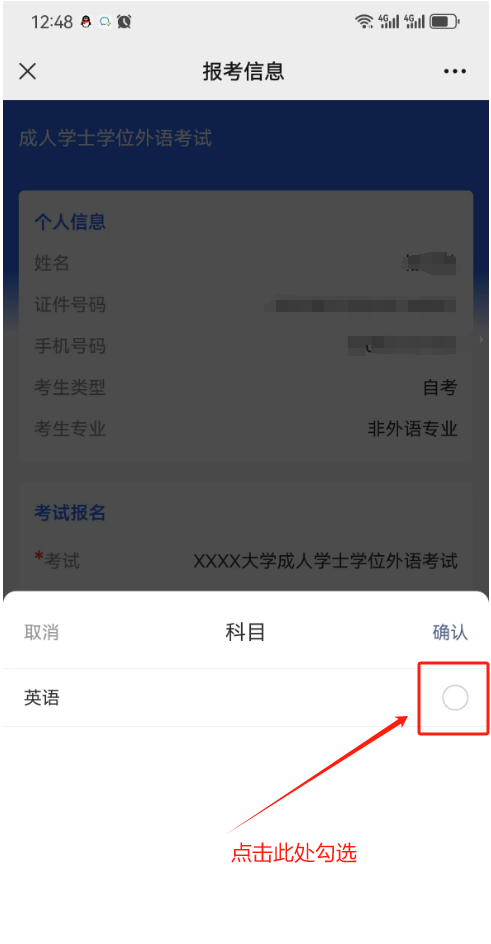 12:48 4G 4G
报考信息
成人学士学位外语考试
个人信息
姓名
证件号码
手机号码
考生类型 自考
考生专业 非外语专业
考试报名
*考试 XXXX大学成人学士学位外语考试
取消 科目 确认
英语
点击此处勾选